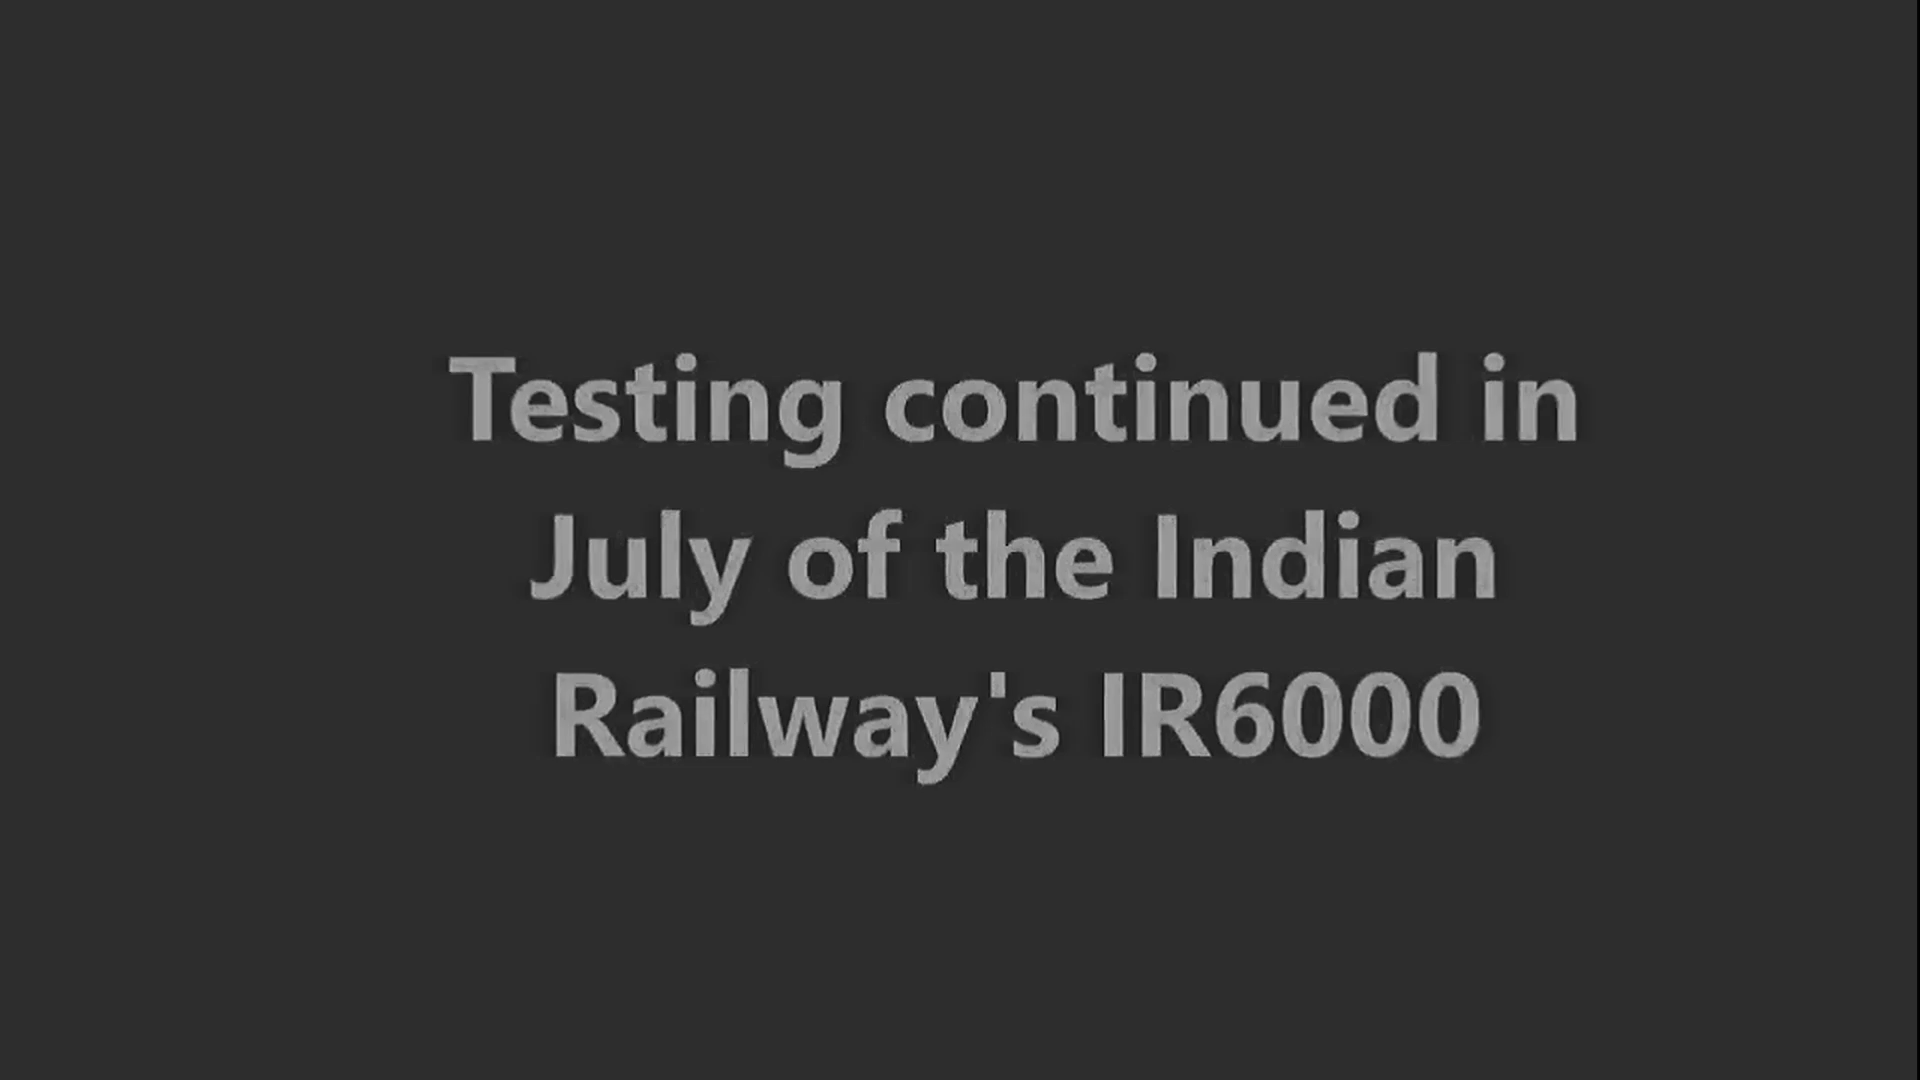 Testing continued in
July of the Indian
Railway's IR6000